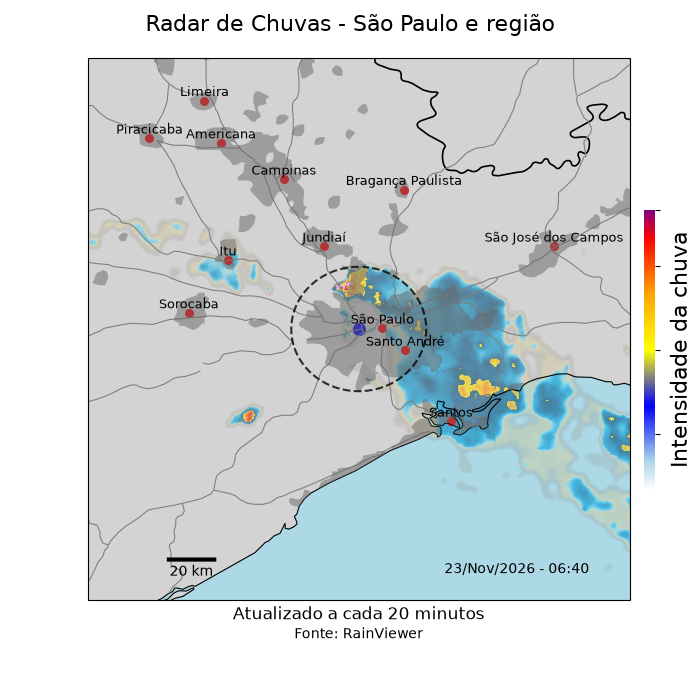 Radar de Chuvas - São Paulo e região
Limeira
Piracicaba
Americana
Campinas
Bragança Paulista
Jundiaí
São José dos Campos
Itu
Sorocaba
São Paulo
Santo André
Santos
Intensidade da chuva
20 km
23/Nov/2026 - 06:40
Atualizado a cada 20 minutos
Fonte: RainViewer